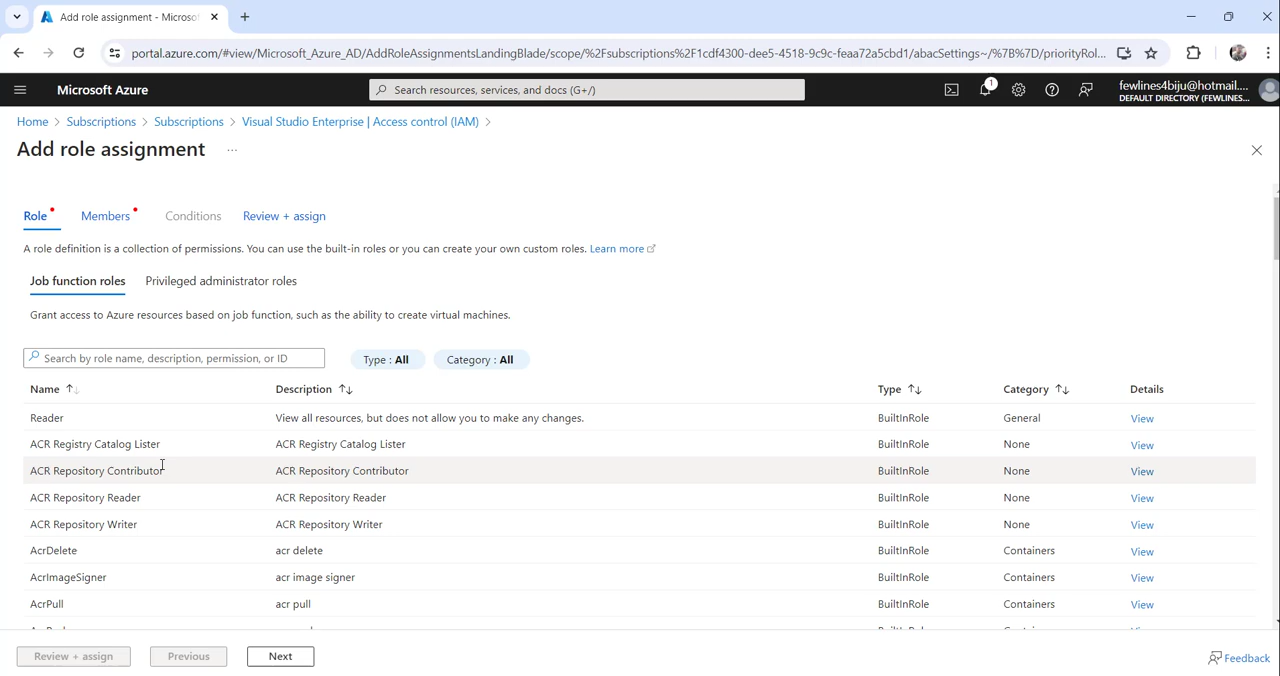 Add role assignment - Microsof
portal.azure.com/#view/Microsoft_Azure_AD/AddRoleAssignmentsLandingBlade/scope/%2Fsubscriptions%2F1cdf4300-dee5-4518-9c9c-feaa72a5cbd1/abacSettings~/%7B%7D/priorityRol...
Microsoft Azure
Search resources, services, and docs (G+/)
1
fewlines4biju@hotmail....
DEFAULT DIRECTORY (FEWLINES...
Home > Subscriptions > Subscriptions > Visual Studio Enterprise | Access control (IAM) >
Add role assignment ...
Role Members Conditions Review + assign
A role definition is a collection of permissions. You can use the built-in roles or you can create your own custom roles. Learn more
Job function roles Privileged administrator roles
Grant access to Azure resources based on job function, such as the ability to create virtual machines.
Search by role name, description, permission, or ID Type : All Category : All
Name Description Type Category Details
Reader View all resources, but does not allow you to make any changes. BuiltInRole General View
ACR Registry Catalog Lister ACR Registry Catalog Lister BuiltInRole None View
ACR Repository Contributor ACR Repository Contributor BuiltInRole None View
ACR Repository Reader ACR Repository Reader BuiltInRole None View
ACR Repository Writer ACR Repository Writer BuiltInRole None View
AcrDelete acr delete BuiltInRole Containers View
AcrImageSigner acr image signer BuiltInRole Containers View
AcrPull acr pull BuiltInRole Containers View
Review + assign Previous Next Feedback